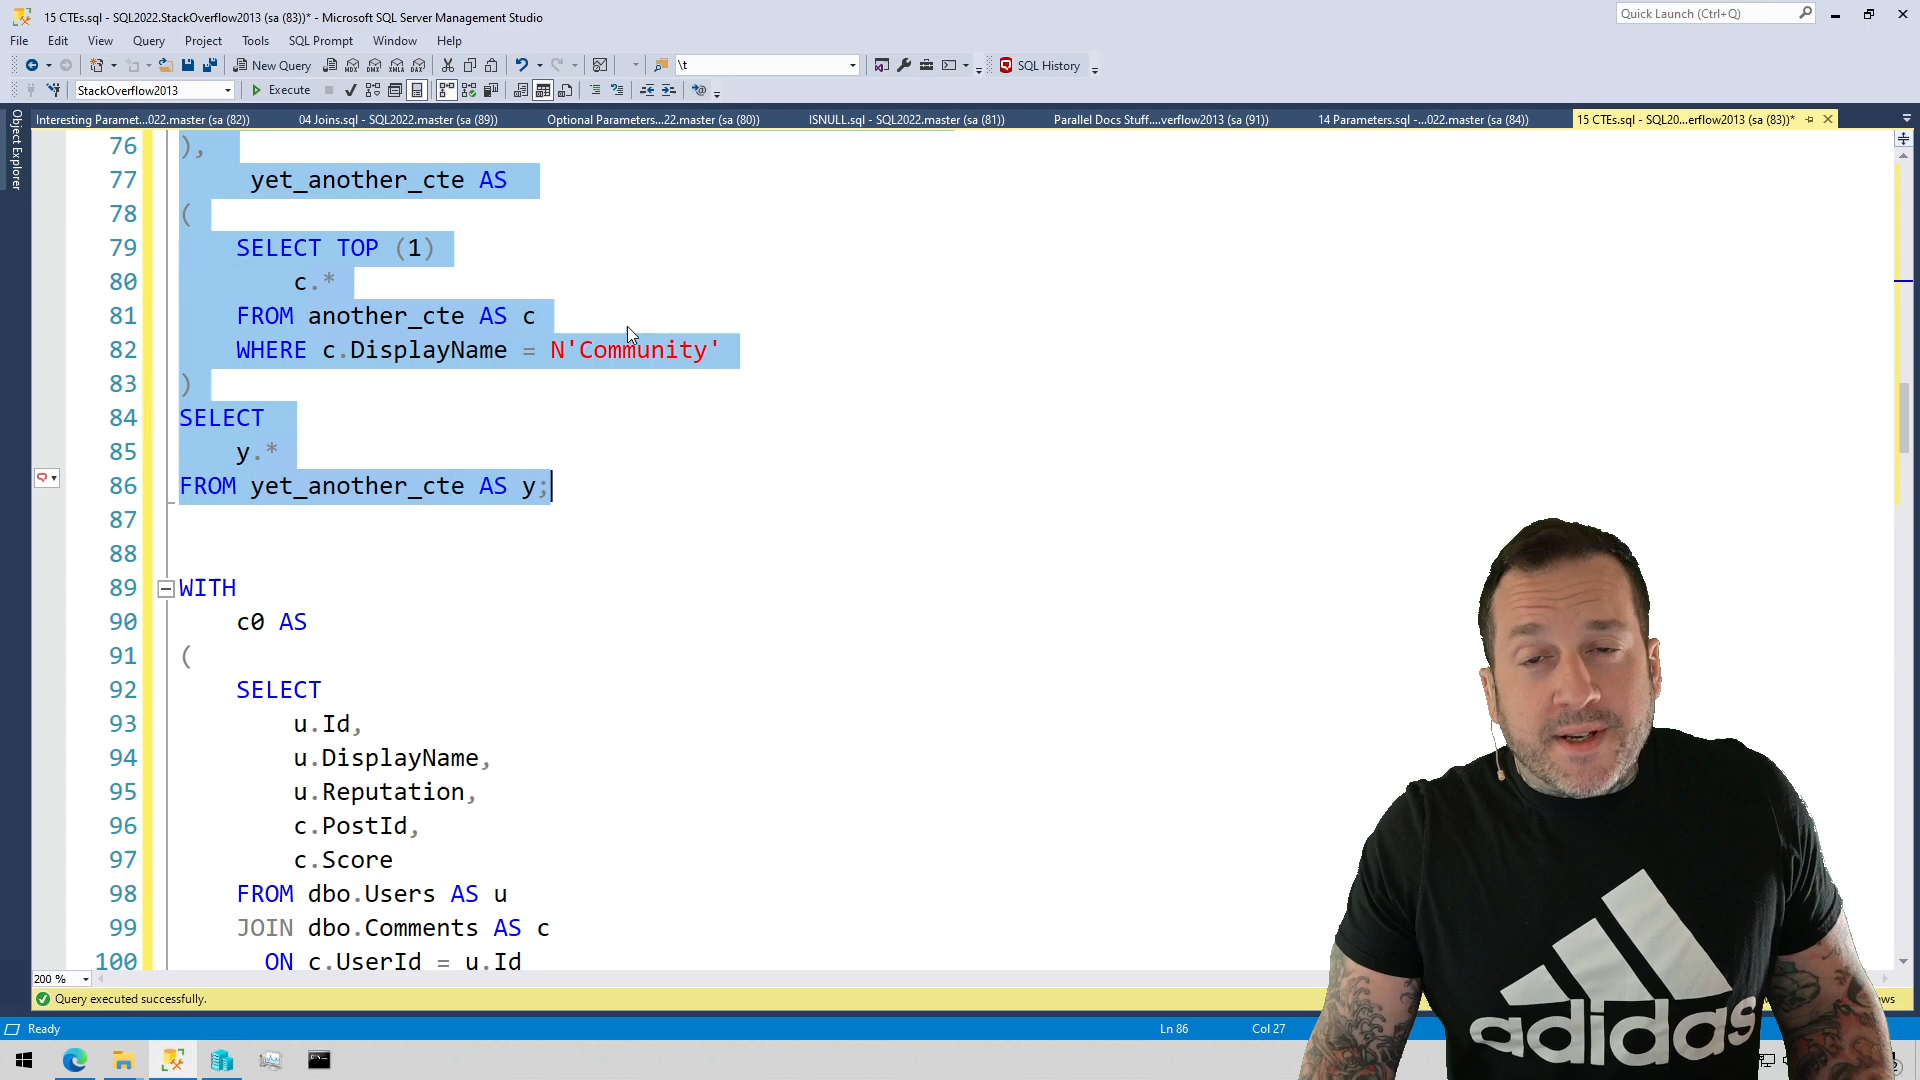 15 CTEs.sql - SQL2022.StackOverflow2013 (sa (83))* - Microsoft SQL Server Management Studio
Quick Launch (Ctrl+Q)
File Edit View Query Project Tools SQL Prompt Window Help
New Query MDX DMX XMLA DAX \t SQL History
StackOverflow2013 Execute
Interesting Paramet...022.master (sa (82)) 04 Joins.sql - SQL2022.master (sa (89)) Optional Parameters...22.master (sa (80)) ISNULL.sql - SQL2022.master (sa (81)) Parallel Docs Stuff....verflow2013 (sa (91)) 14 Parameters.sql -...022.master (sa (84)) 15 CTEs.sql - SQL20...erflow2013 (sa (83))*
Object Explorer
76 ),
77 yet_another_cte AS
78 (
79 SELECT TOP (1)
80 c.*
81 FROM another_cte AS c
82 WHERE c.DisplayName = N'Community'
83 )
84 SELECT
85 y.*
86 FROM yet_another_cte AS y;
87
88
89 WITH
90 c0 AS
91 (
92 SELECT
93 u.Id,
94 u.DisplayName,
95 u.Reputation,
96 c.PostId,
97 c.Score
98 FROM dbo.Users AS u
99 JOIN dbo.Comments AS c
100 ON c.UserId = u.Id
200 %
Query executed successfully.
Ready Ln 86 Col 27
adidas